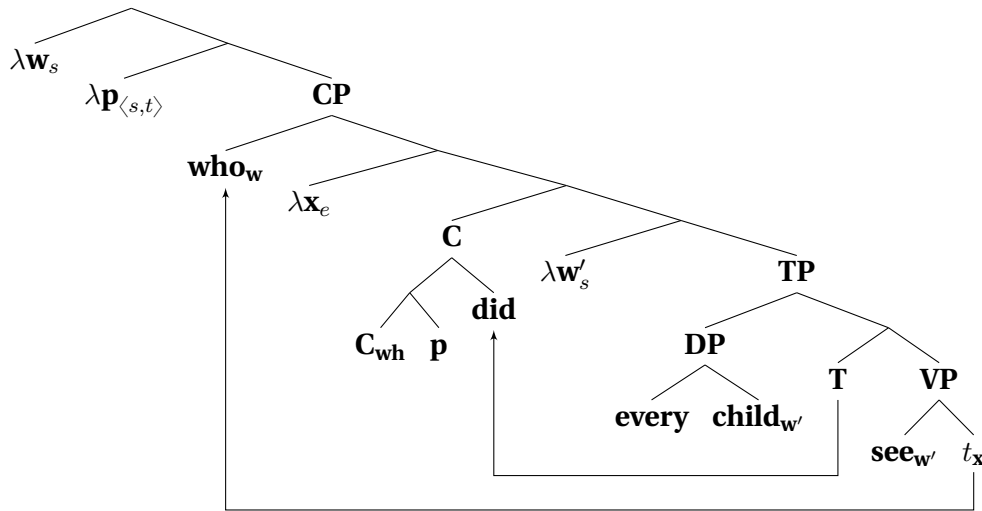 λw_s
λp_⟨s,t⟩
CP
who_w
λx_e
C
λw′_s
TP
C_wh
p
did
DP
T
VP
every
child_w′
see_w′
t_x